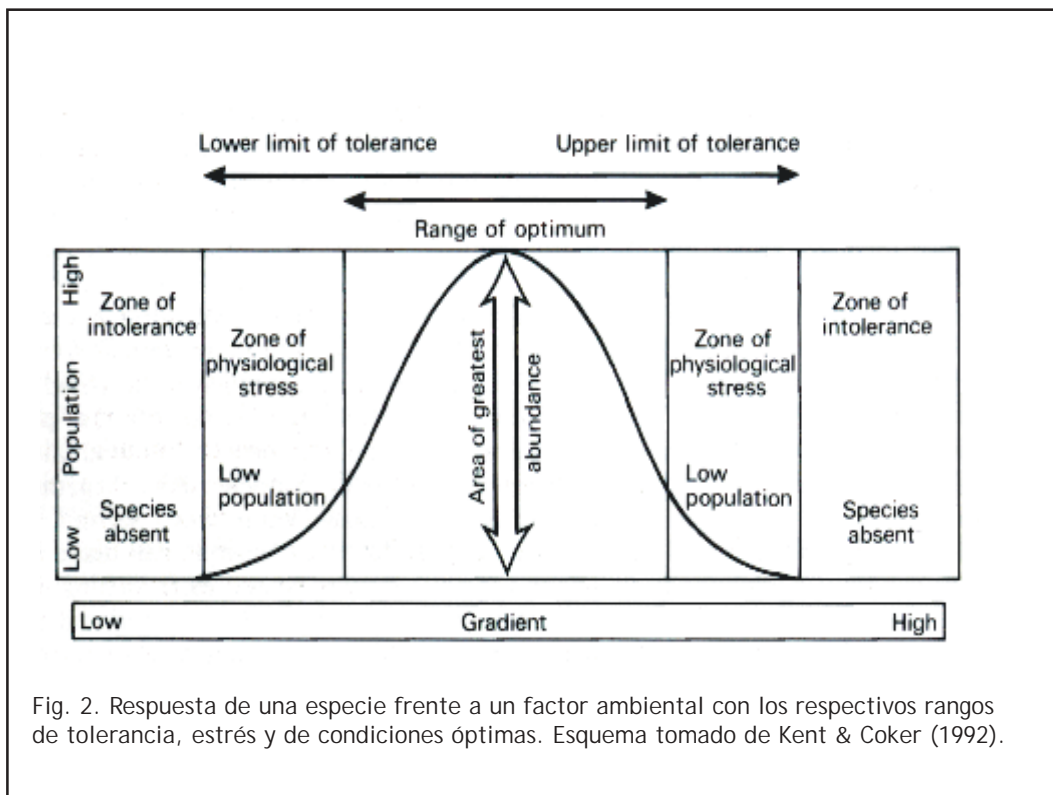 Lower limit of tolerance
Upper limit of tolerance
Range of optimum
High
Population
Low
Zone of
intolerance
Species
absent
Zone of
physiological
stress
Low
population
Area of greatest
abundance
Zone of
physiological
stress
Low
population
Zone of
intolerance
Species
absent
Low
Gradient
High
Fig. 2. Respuesta de una especie frente a un factor ambiental con los respectivos rangos
de tolerancia, estrés y de condiciones óptimas. Esquema tomado de Kent & Coker (1992).